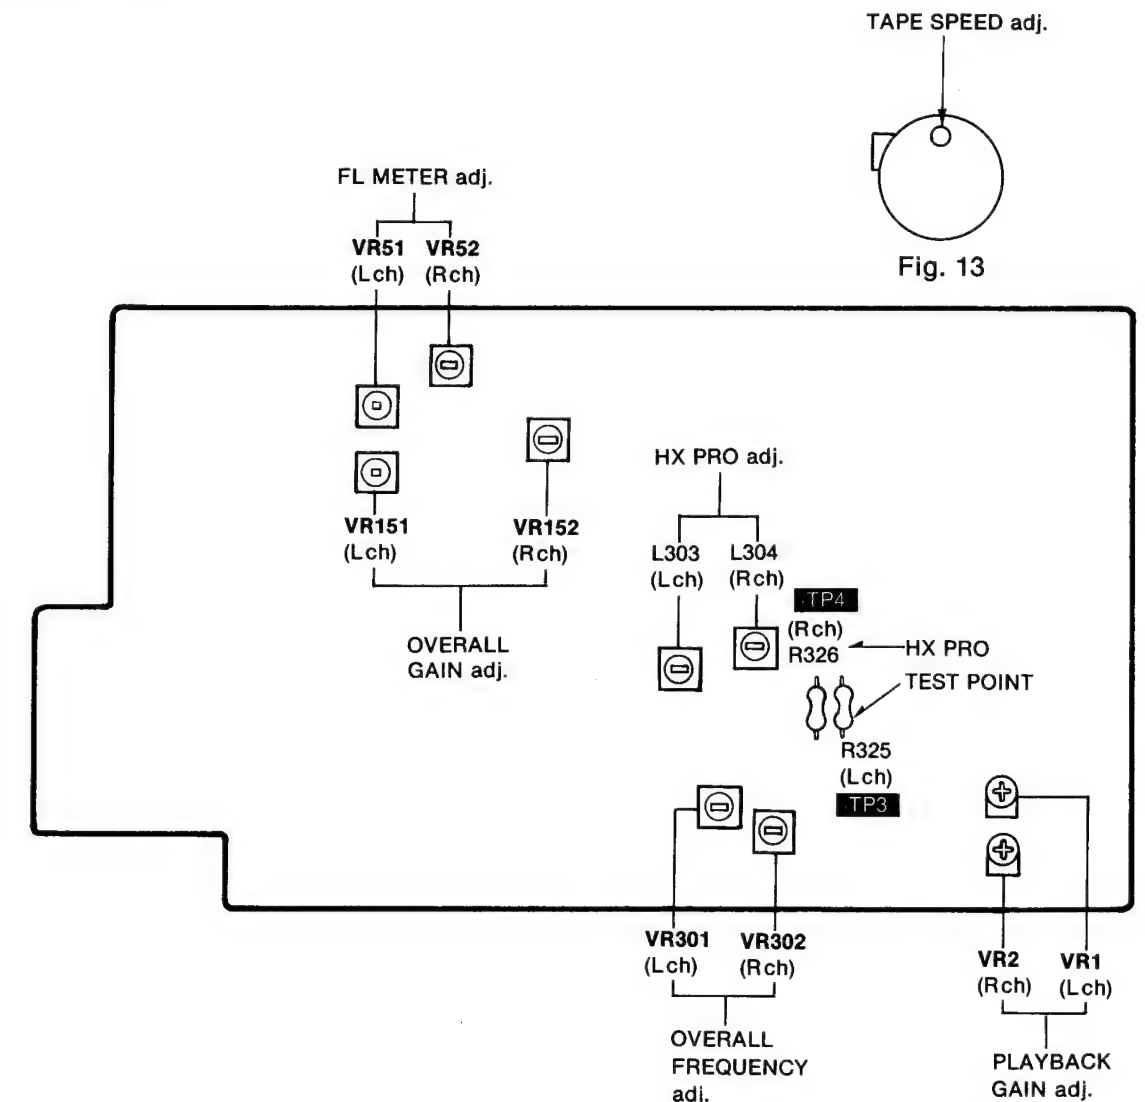 TAPE SPEED adj.
Fig. 13
FL METER adj.
VR51 VR52
(Lch) (Rch)
VR151
(Lch)
VR152
(Rch)
OVERALL
GAIN adj.
HX PRO adj.
L303 L304
(Lch) (Rch)
TP4
(Rch)
R326
HX PRO
TEST POINT
R325
(Lch)
TP3
VR301 VR302
(Lch) (Rch)
OVERALL
FREQUENCY
adj.
VR2 VR1
(Rch) (Lch)
PLAYBACK
GAIN adj.